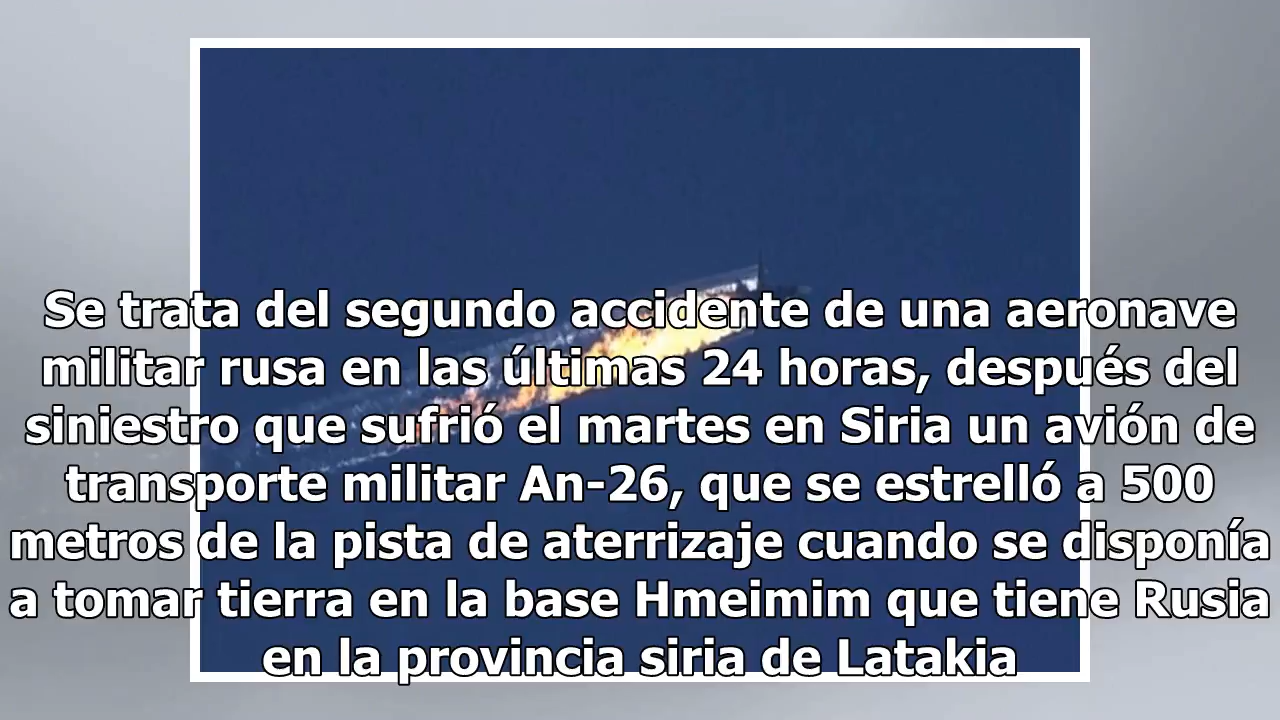 Se trata del segundo accidente de una aeronave
militar rusa en las últimas 24 horas, después del
siniestro que sufrió el martes en Siria un avión de
transporte militar An-26, que se estrelló a 500
metros de la pista de aterrizaje cuando se disponía
a tomar tierra en la base Hmeimim que tiene Rusia
en la provincia siria de Latakia